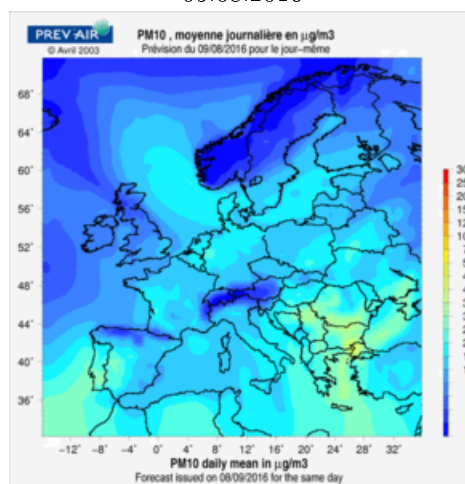 PREV'AIR
© Avril 2003
PM10 , moyenne journalière en µg/m3
Prévision du 09/08/2016 pour le jour-même
68°
64°
60°
56°
52°
48°
44°
40°
36°
-12° -8° -4° 0° 4° 8° 12° 16° 20° 24° 28° 32°
PM10 daily mean in µg/m3
Forecast issued on 08/09/2016 for the same day